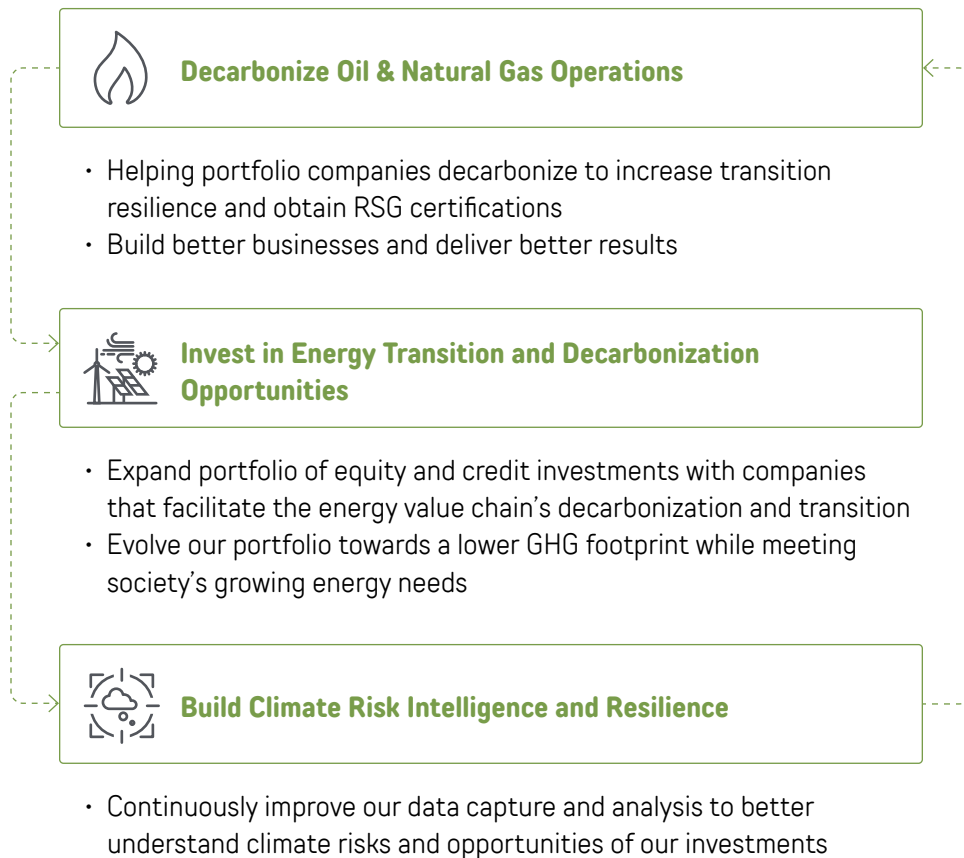 Decarbonize Oil & Natural Gas Operations
• Helping portfolio companies decarbonize to increase transition
resilience and obtain RSG certifications
• Build better businesses and deliver better results
Invest in Energy Transition and Decarbonization
Opportunities
• Expand portfolio of equity and credit investments with companies
that facilitate the energy value chain’s decarbonization and transition
• Evolve our portfolio towards a lower GHG footprint while meeting
society’s growing energy needs
Build Climate Risk Intelligence and Resilience
• Continuously improve our data capture and analysis to better
understand climate risks and opportunities of our investments